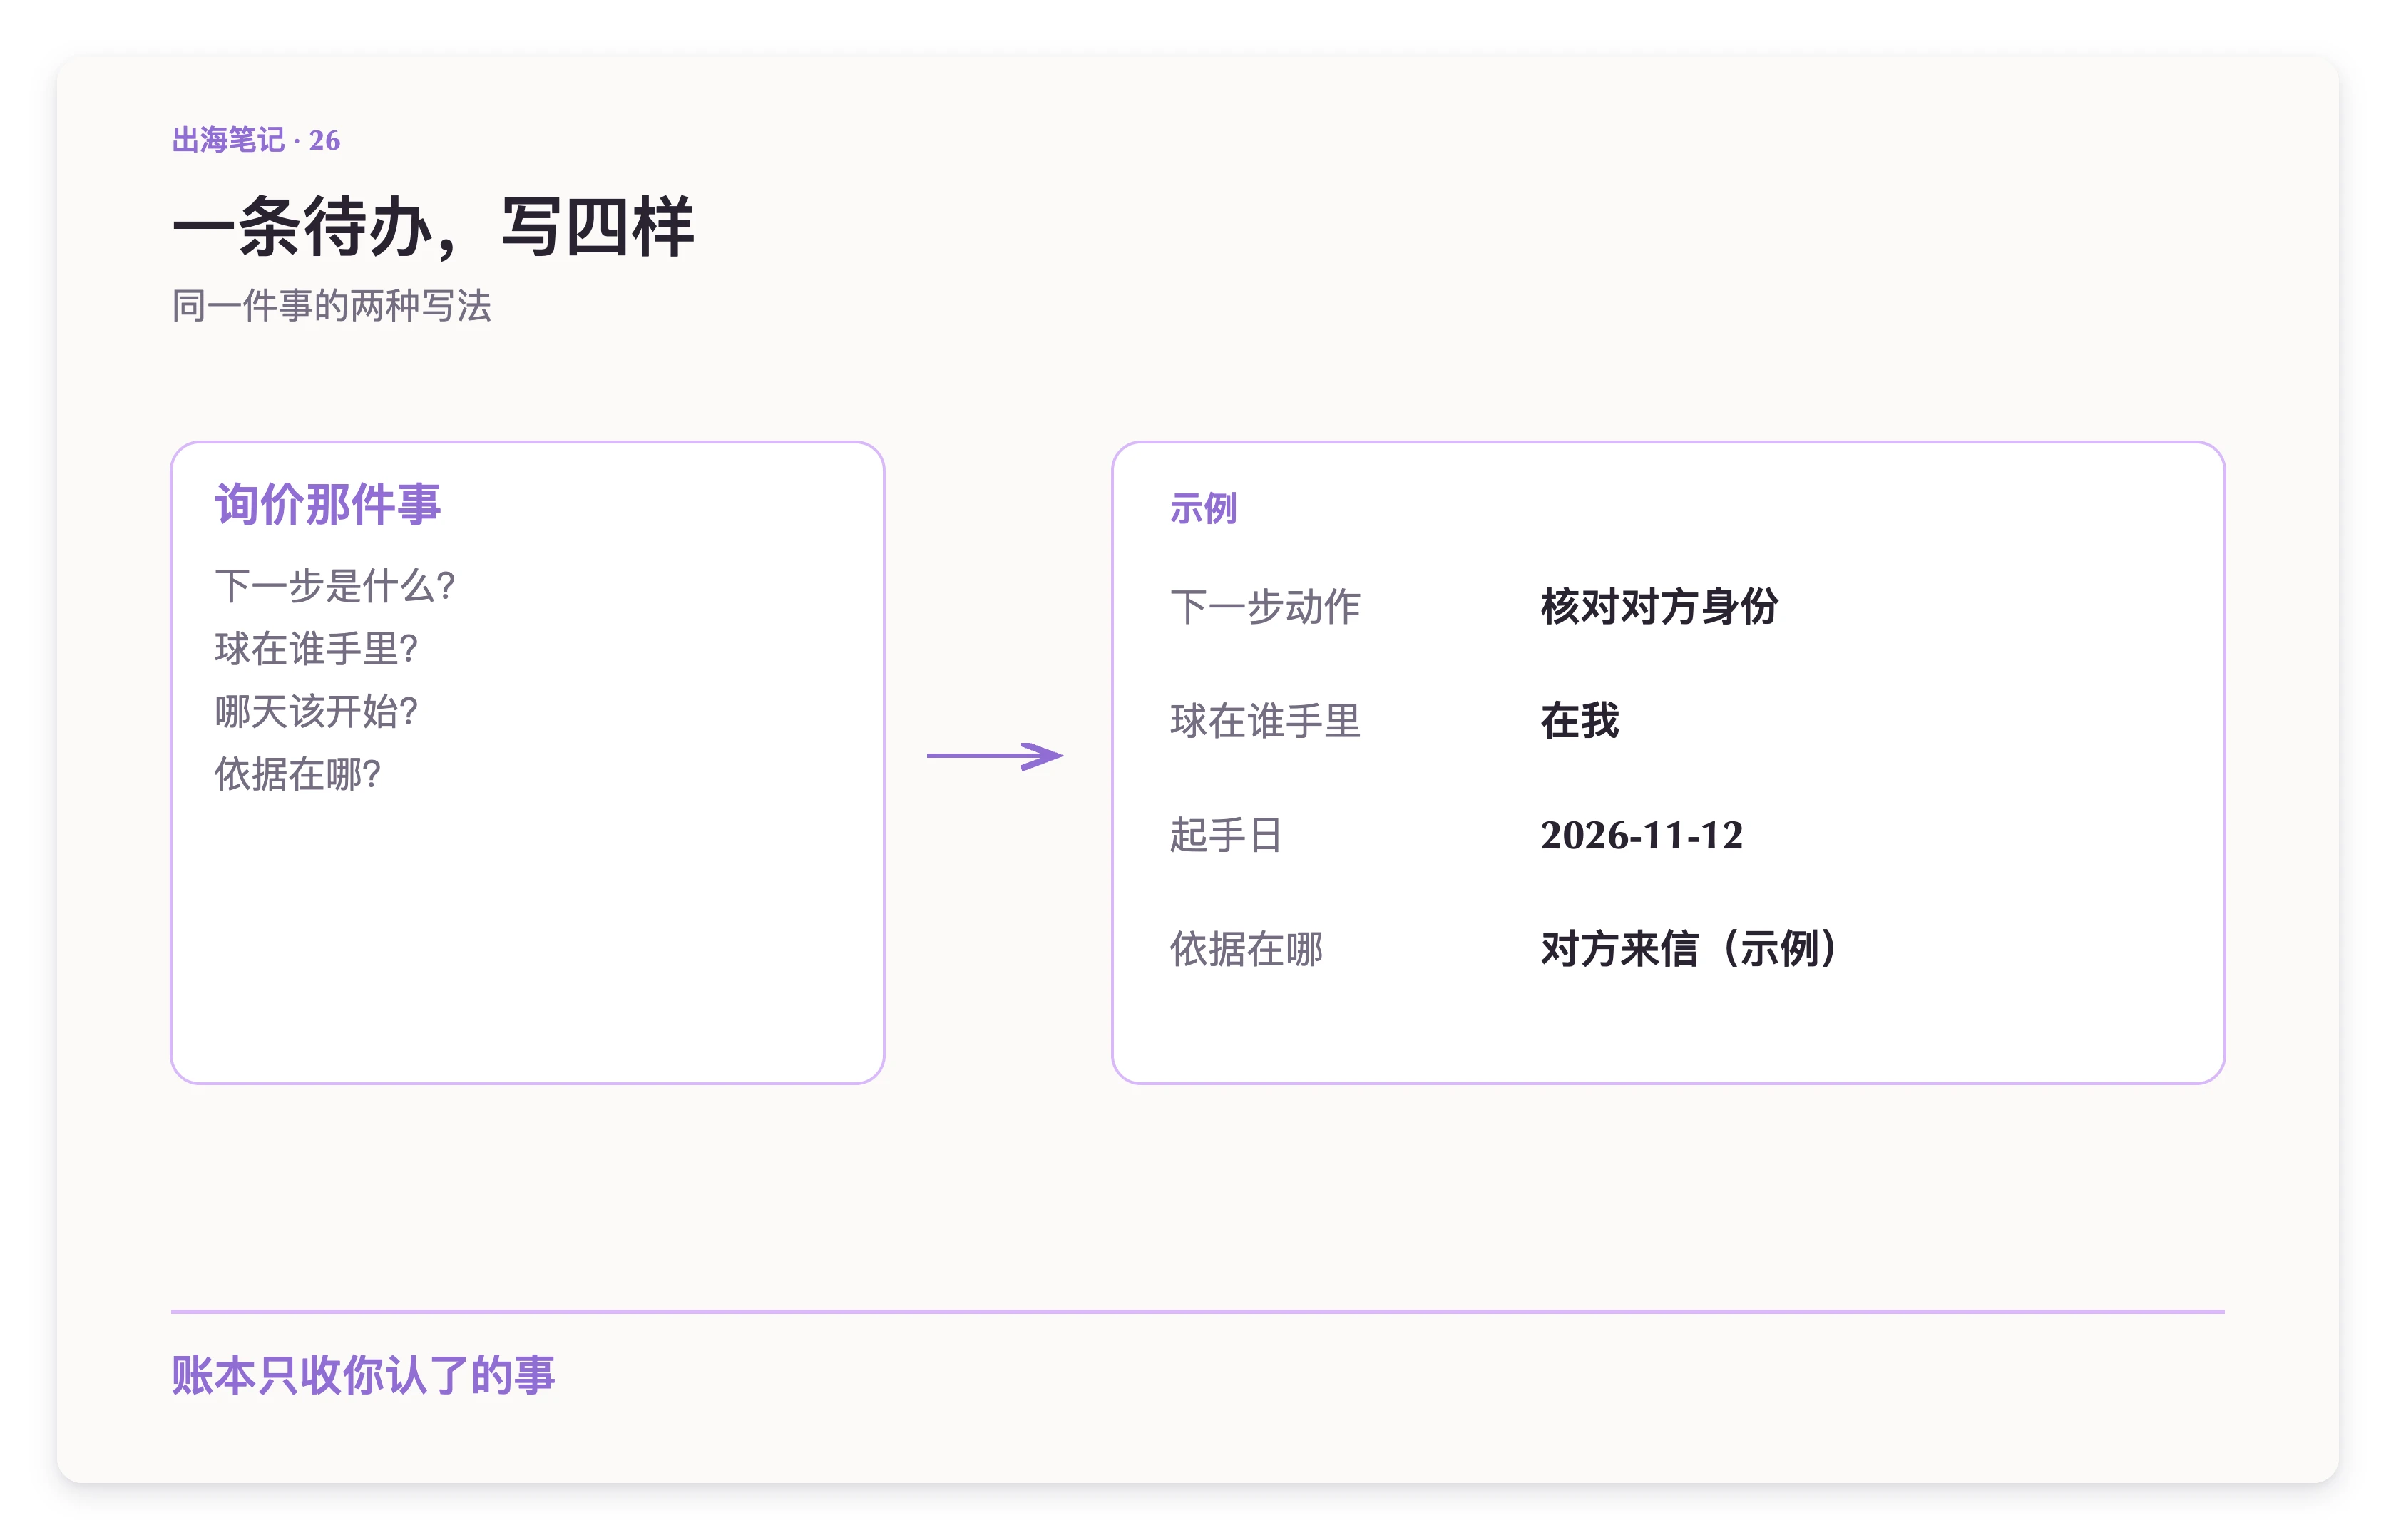 出海笔记 · 26
一条待办，写四样
同一件事的两种写法
询价那件事
下一步是什么？
球在谁手里？
哪天该开始？
依据在哪？
示例
下一步动作 核对对方身份
球在谁手里 在我
起手日 2026-11-12
依据在哪 对方来信（示例）
账本只收你认了的事